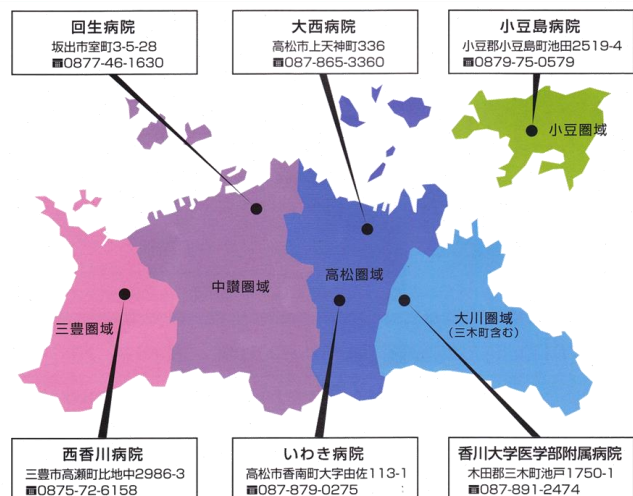 回生病院
坂出市室町3-5-28
☎0877-46-1630
大西病院
高松市上天神町336
☎087-865-3360
小豆島病院
小豆郡小豆島町池田2519-4
☎0879-75-0579
小豆圏域
中讃圏域
高松圏域
三豊圏域
大川圏域
(三木町含む)
西香川病院
三豊市高瀬町比地中2986-3
☎0875-72-6158
いわき病院
高松市香南町大字由佐113-1
☎087-879-0275
香川大学医学部附属病院
木田郡三木町池戸1750-1
☎087-891-2474